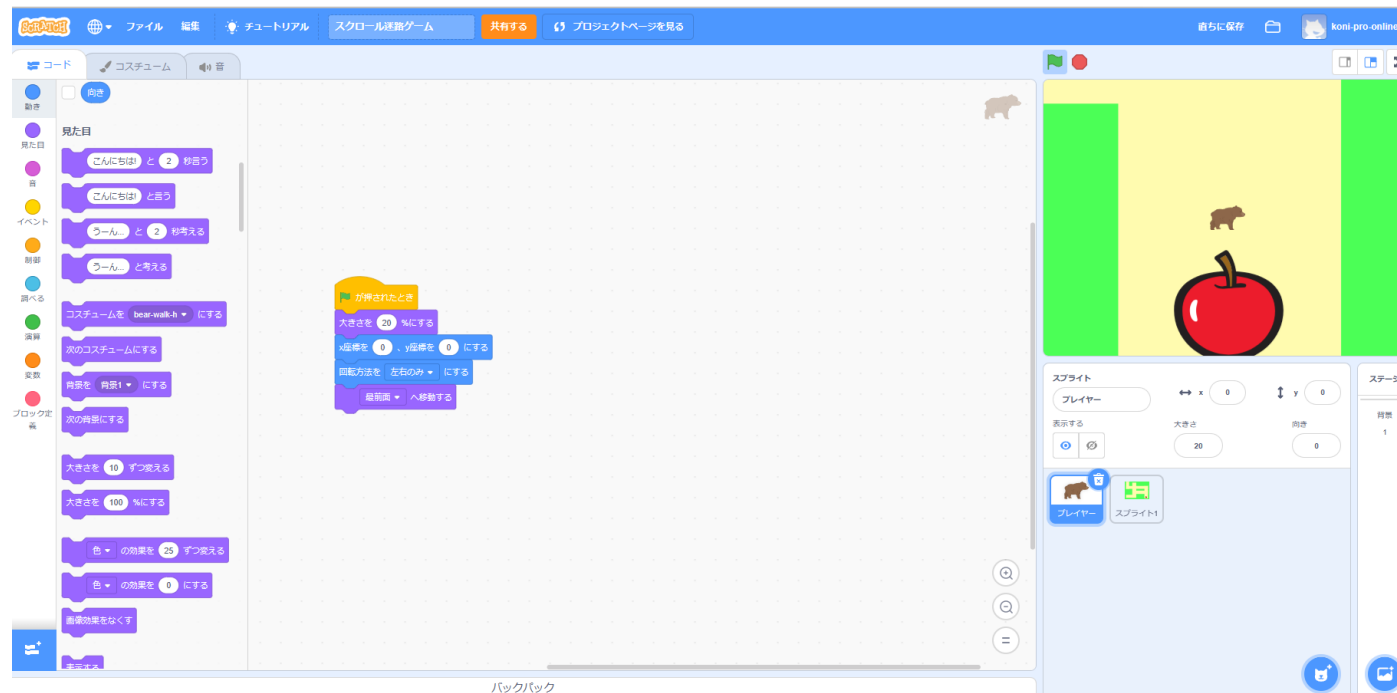 SCRATCH ファイル 編集 チュートリアル スクロール迷路ゲーム 共有する プロジェクトページを見る 直ちに保存 koni-pro-online
コード コスチューム 音
動き
見た目
音
イベント
制御
調べる
演算
変数
ブロック定義
向き
見た目
こんにちは! と 2 秒言う
こんにちは! と言う
うーん... と 2 秒考える
うーん... と考える
コスチュームを bear-walk-h にする
次のコスチュームにする
背景を 背景1 にする
次の背景にする
大きさを 10 ずつ変える
大きさを 100 %にする
色 の効果を 25 ずつ変える
色 の効果を 0 にする
画像効果をなくす
表示する
が押されたとき
大きさを 20 %にする
x座標を 0 、y座標を 0 にする
回転方法を 左右のみ にする
最前面 へ移動する
バックパック
スプライト
プレイヤー x 0 y 0
表示する 大きさ 向き
20 0
プレイヤー スプライト1
ステージ
背景
1